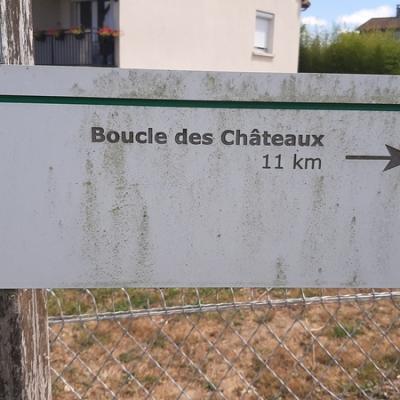 Boucle des Châteaux
11 km